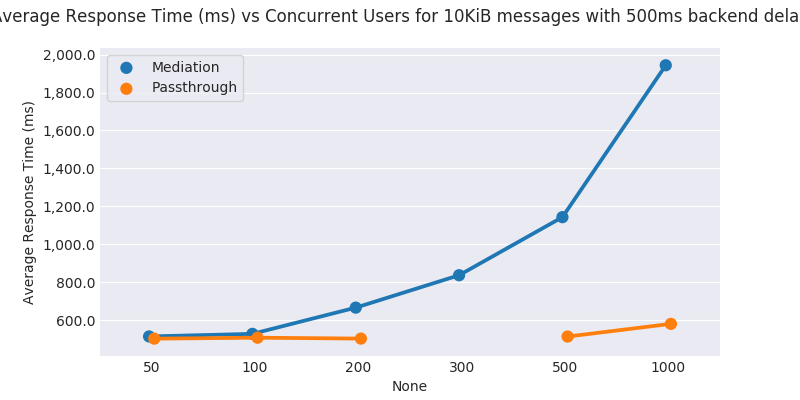 Average Response Time (ms) vs Concurrent Users for 10KiB messages with 500ms backend dela
2,000.0
1,800.0
1,600.0
1,400.0
1,200.0
1,000.0
800.0
600.0
Average Response Time (ms)
Mediation
Passthrough
50 100 200 300 500 1000
None